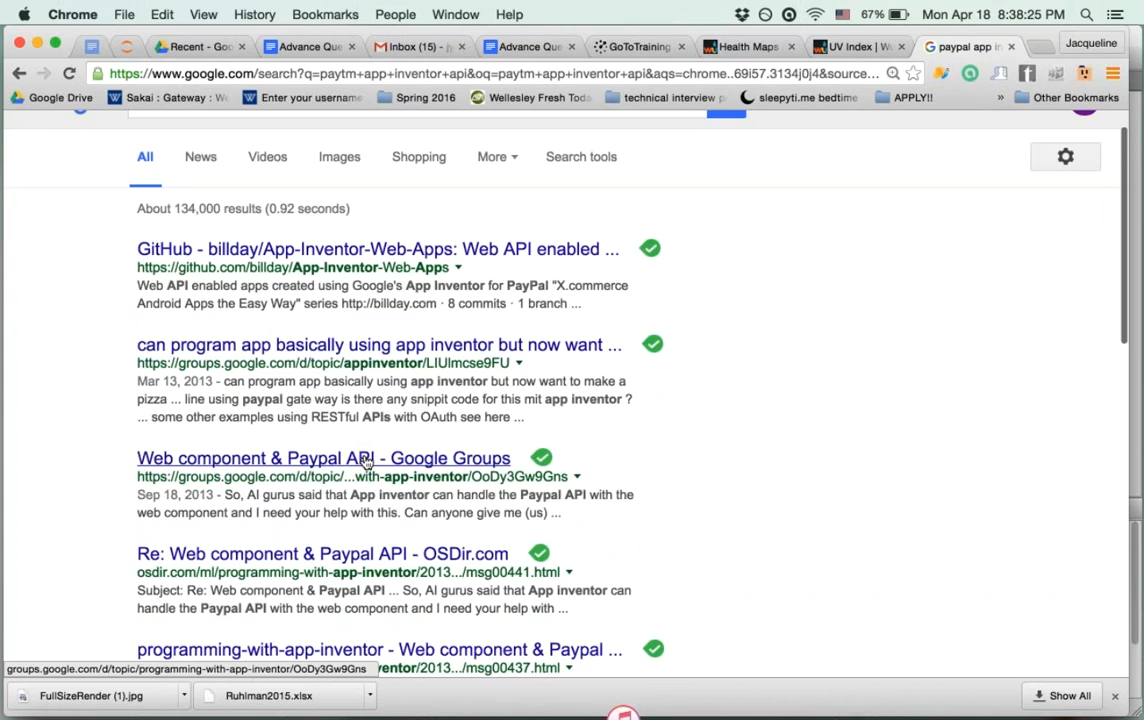 Chrome File Edit View History Bookmarks People Window Help 67% Mon Apr 18 8:38:25 PM
Recent - Goo Advance Que Inbox (15) - Advance Que GoToTraining Health Maps UV Index | W paypal app in Jacqueline
https://www.google.com/search?q=paytm+app+inventor+api&oq=paytm+app+inventor+api&aqs=chrome..69i57.3134j0j4&source...
Google Drive Sakai : Gateway : We Enter your username Spring 2016 Wellesley Fresh Toda technical interview p sleepyti.me bedtime APPLY!! » Other Bookmarks
All News Videos Images Shopping More Search tools
About 134,000 results (0.92 seconds)
GitHub - billday/App-Inventor-Web-Apps: Web API enabled ...
https://github.com/billday/App-Inventor-Web-Apps
Web API enabled apps created using Google's App Inventor for PayPal "X.commerce
Android Apps the Easy Way" series http://billday.com · 8 commits · 1 branch ...
can program app basically using app inventor but now want ...
https://groups.google.com/d/topic/appinventor/LIUlmcse9FU
Mar 13, 2013 - can program app basically using app inventor but now want to make a
pizza ... line using paypal gate way is there any snippit code for this mit app inventor ?
... some other examples using RESTful APIs with OAuth see here ...
Web component & Paypal API - Google Groups
https://groups.google.com/d/topic/...with-app-inventor/OoDy3Gw9Gns
Sep 18, 2013 - So, AI gurus said that App inventor can handle the Paypal API with the
web component and I need your help with this. Can anyone give me (us) ...
Re: Web component & Paypal API - OSDir.com
osdir.com/ml/programming-with-app-inventor/2013.../msg00441.html
Subject: Re: Web component & Paypal API ... So, AI gurus said that App inventor can
handle the Paypal API with the web component and I need your help with ...
programming-with-app-inventor - Web component & Paypal ...
groups.google.com/d/topic/programming-with-app-inventor/OoDy3Gw9Gns ventor/2013.../msg00437.html
FullSizeRender (1).jpg Ruhlman2015.xlsx Show All